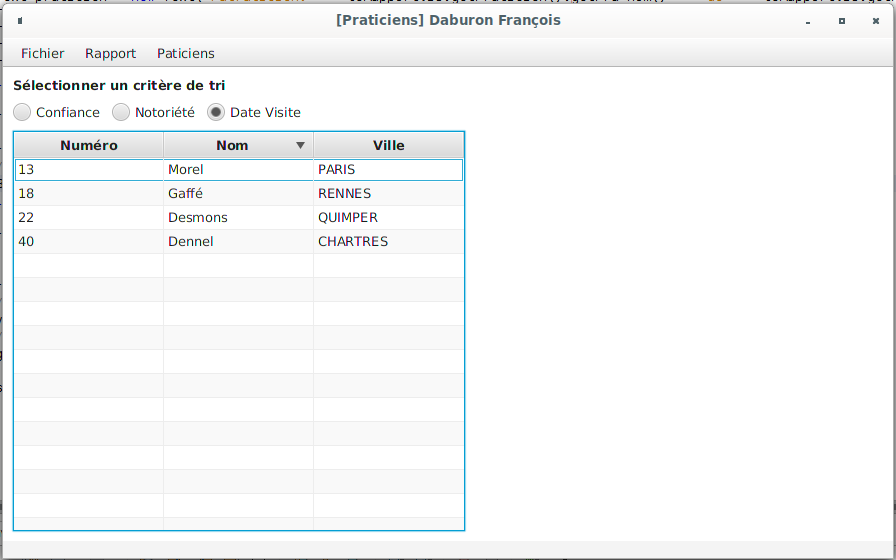 [Praticiens] Daburon François
Fichier Rapport Paticiens
Sélectionner un critère de tri
Confiance Notoriété Date Visite
Numéro Nom Ville
13 Morel PARIS
18 Gaffé RENNES
22 Desmons QUIMPER
40 Dennel CHARTRES